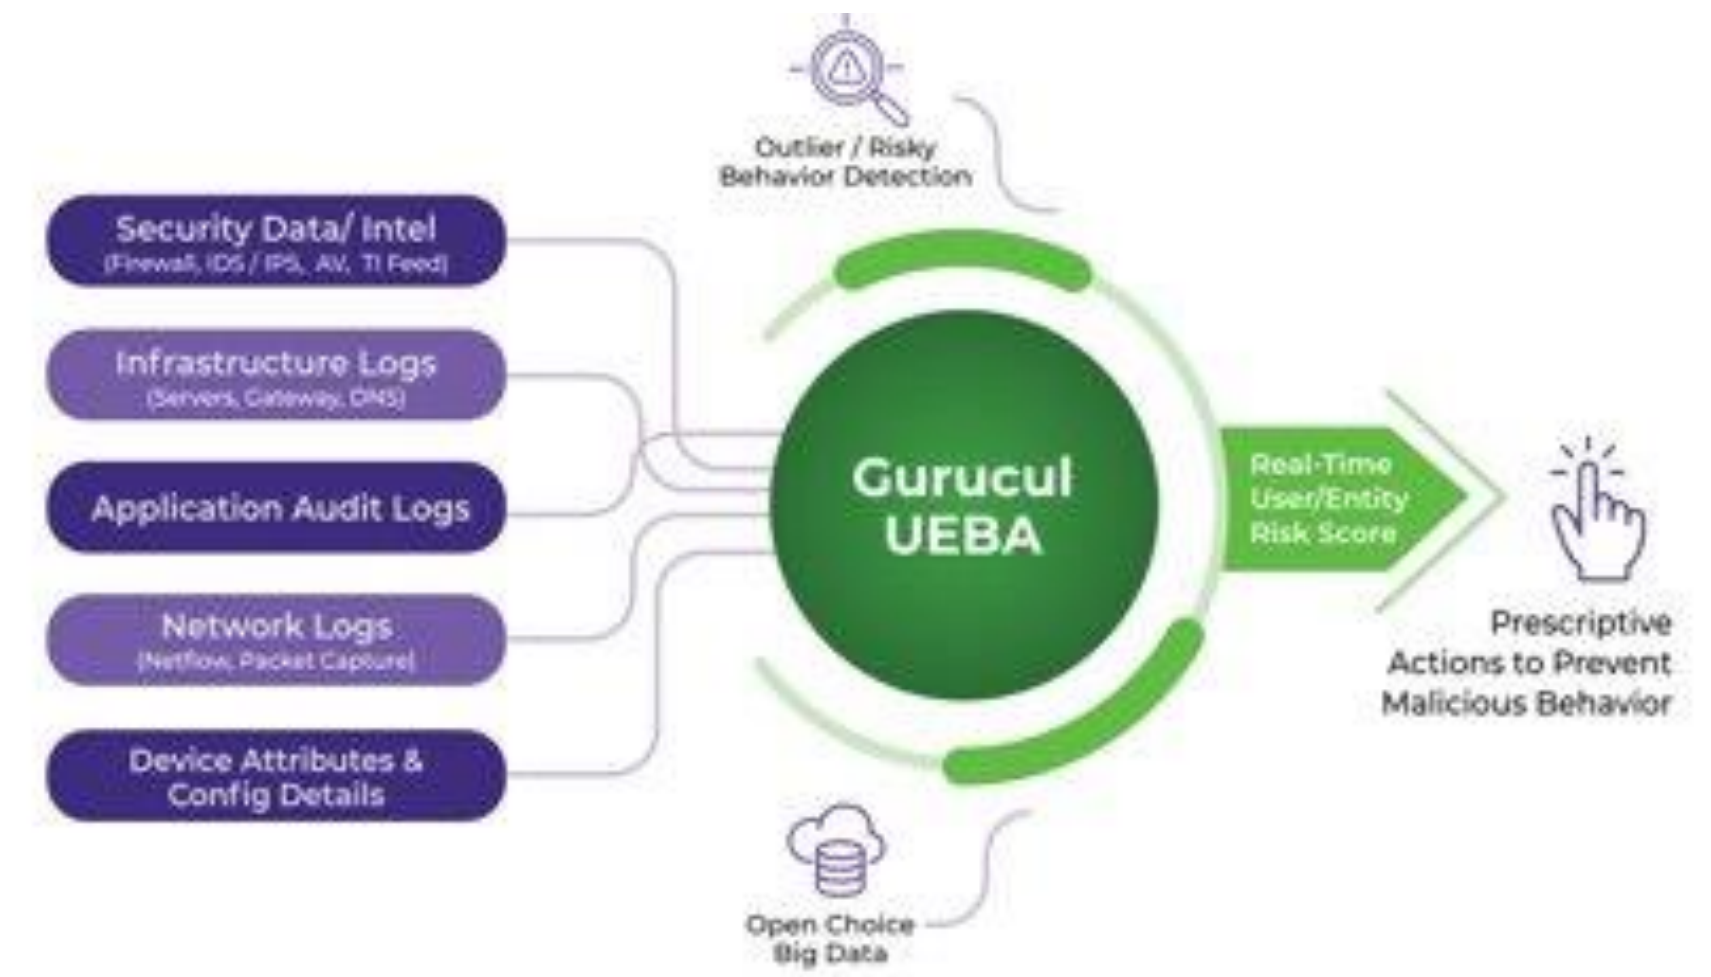 Outlier / Risky
Behavior Detection
Security Data/ Intel
(Firewall, IDS / IPS, AV, TI Feed)
Infrastructure Logs
(Servers, Gateway, DNS)
Application Audit Logs
Network Logs
(Netflow, Packet Capture)
Device Attributes &
Config Details
Gurucul
UEBA
Real-Time
User/Entity
Risk Score
Prescriptive
Actions to Prevent
Malicious Behavior
Open Choice
Big Data